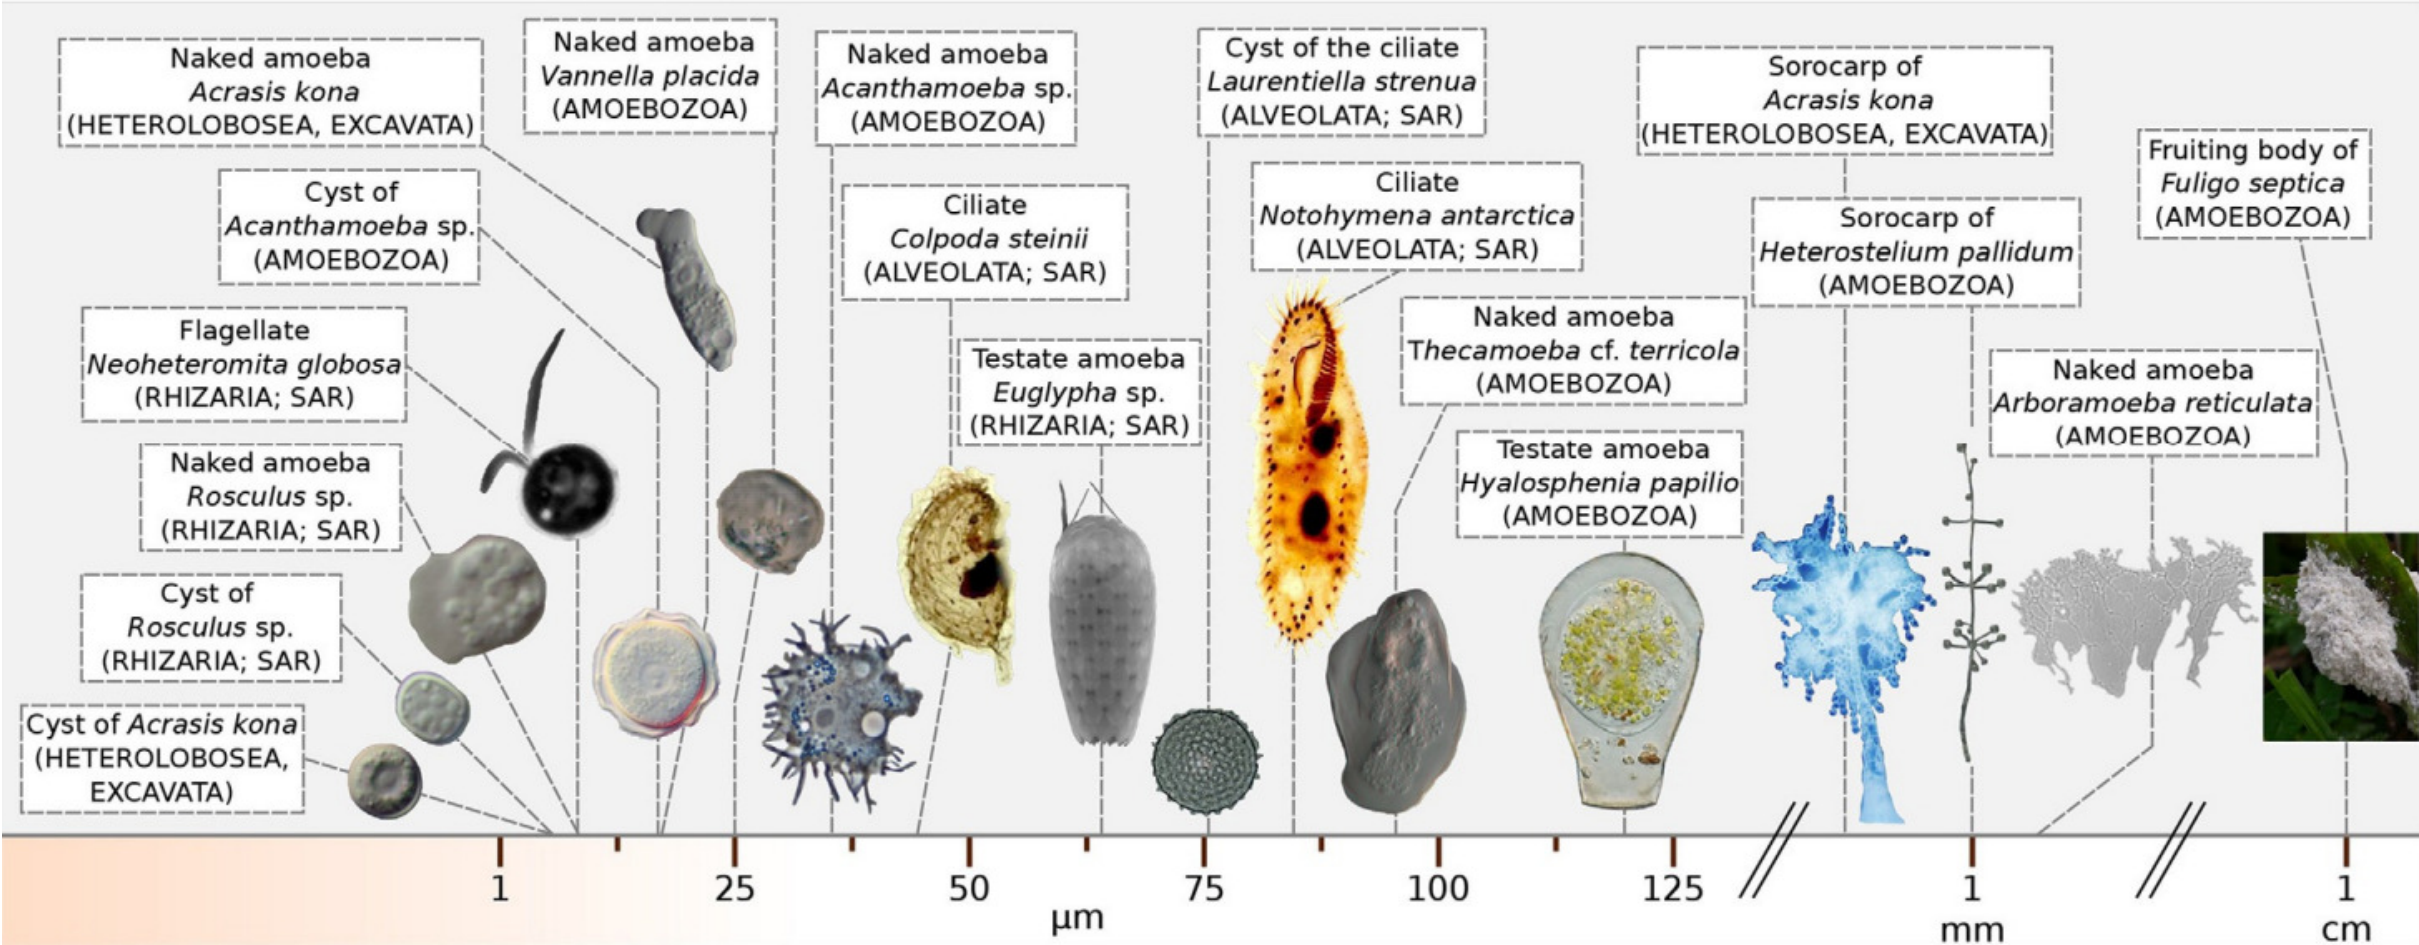 Naked amoeba
Acrasis kona
(HETEROLOBOSEA, EXCAVATA)
Naked amoeba
Vannella placida
(AMOEBOZOA)
Naked amoeba
Acanthamoeba sp.
(AMOEBOZOA)
Cyst of the ciliate
Laurentiella strenua
(ALVEOLATA; SAR)
Sorocarp of
Acrasis kona
(HETEROLOBOSEA, EXCAVATA)
Fruiting body of
Fuligo septica
(AMOEBOZOA)
Cyst of
Acanthamoeba sp.
(AMOEBOZOA)
Ciliate
Colpoda steinii
(ALVEOLATA; SAR)
Ciliate
Notohymena antarctica
(ALVEOLATA; SAR)
Sorocarp of
Heterostelium pallidum
(AMOEBOZOA)
Flagellate
Neoheteromita globosa
(RHIZARIA; SAR)
Testate amoeba
Euglypha sp.
(RHIZARIA; SAR)
Naked amoeba
Thecamoeba cf. terricola
(AMOEBOZOA)
Naked amoeba
Arboramoeba reticulata
(AMOEBOZOA)
Naked amoeba
Rosculus sp.
(RHIZARIA; SAR)
Testate amoeba
Hyalosphenia papilio
(AMOEBOZOA)
Cyst of
Rosculus sp.
(RHIZARIA; SAR)
Cyst of Acrasis kona
(HETEROLOBOSEA,
EXCAVATA)
1 25 50 75 100 125 1 1
µm mm cm